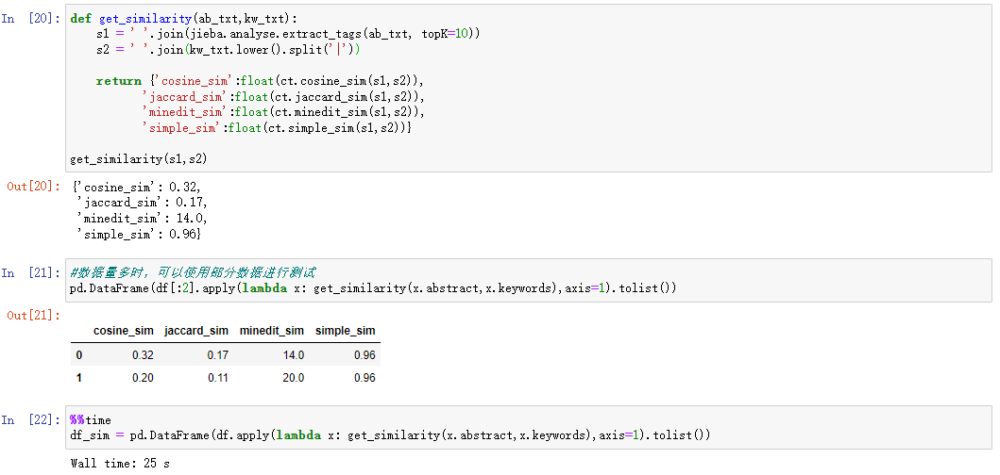 In [20]: def get_similarity(ab_txt,kw_txt):
    s1 = ' '.join(jieba.analyse.extract_tags(ab_txt, topK=10))
    s2 = ' '.join(kw_txt.lower().split('|'))
    return {'cosine_sim':float(ct.cosine_sim(s1,s2)),
           'jaccard_sim':float(ct.jaccard_sim(s1,s2)),
           'minedit_sim':float(ct.minedit_sim(s1,s2)),
           'simple_sim':float(ct.simple_sim(s1,s2))}
get_similarity(s1,s2)
Out[20]: {'cosine_sim': 0.32,
 'jaccard_sim': 0.17,
 'minedit_sim': 14.0,
 'simple_sim': 0.96}
In [21]: #数据量多时，可以使用部分数据进行测试
pd.DataFrame(df[:2].apply(lambda x: get_similarity(x.abstract,x.keywords),axis=1).tolist())
Out[21]:
cosine_sim jaccard_sim minedit_sim simple_sim
0 0.32 0.17 14.0 0.96
1 0.20 0.11 20.0 0.96
In [22]: %%time
df_sim = pd.DataFrame(df.apply(lambda x: get_similarity(x.abstract,x.keywords),axis=1).tolist())
Wall time: 25 s